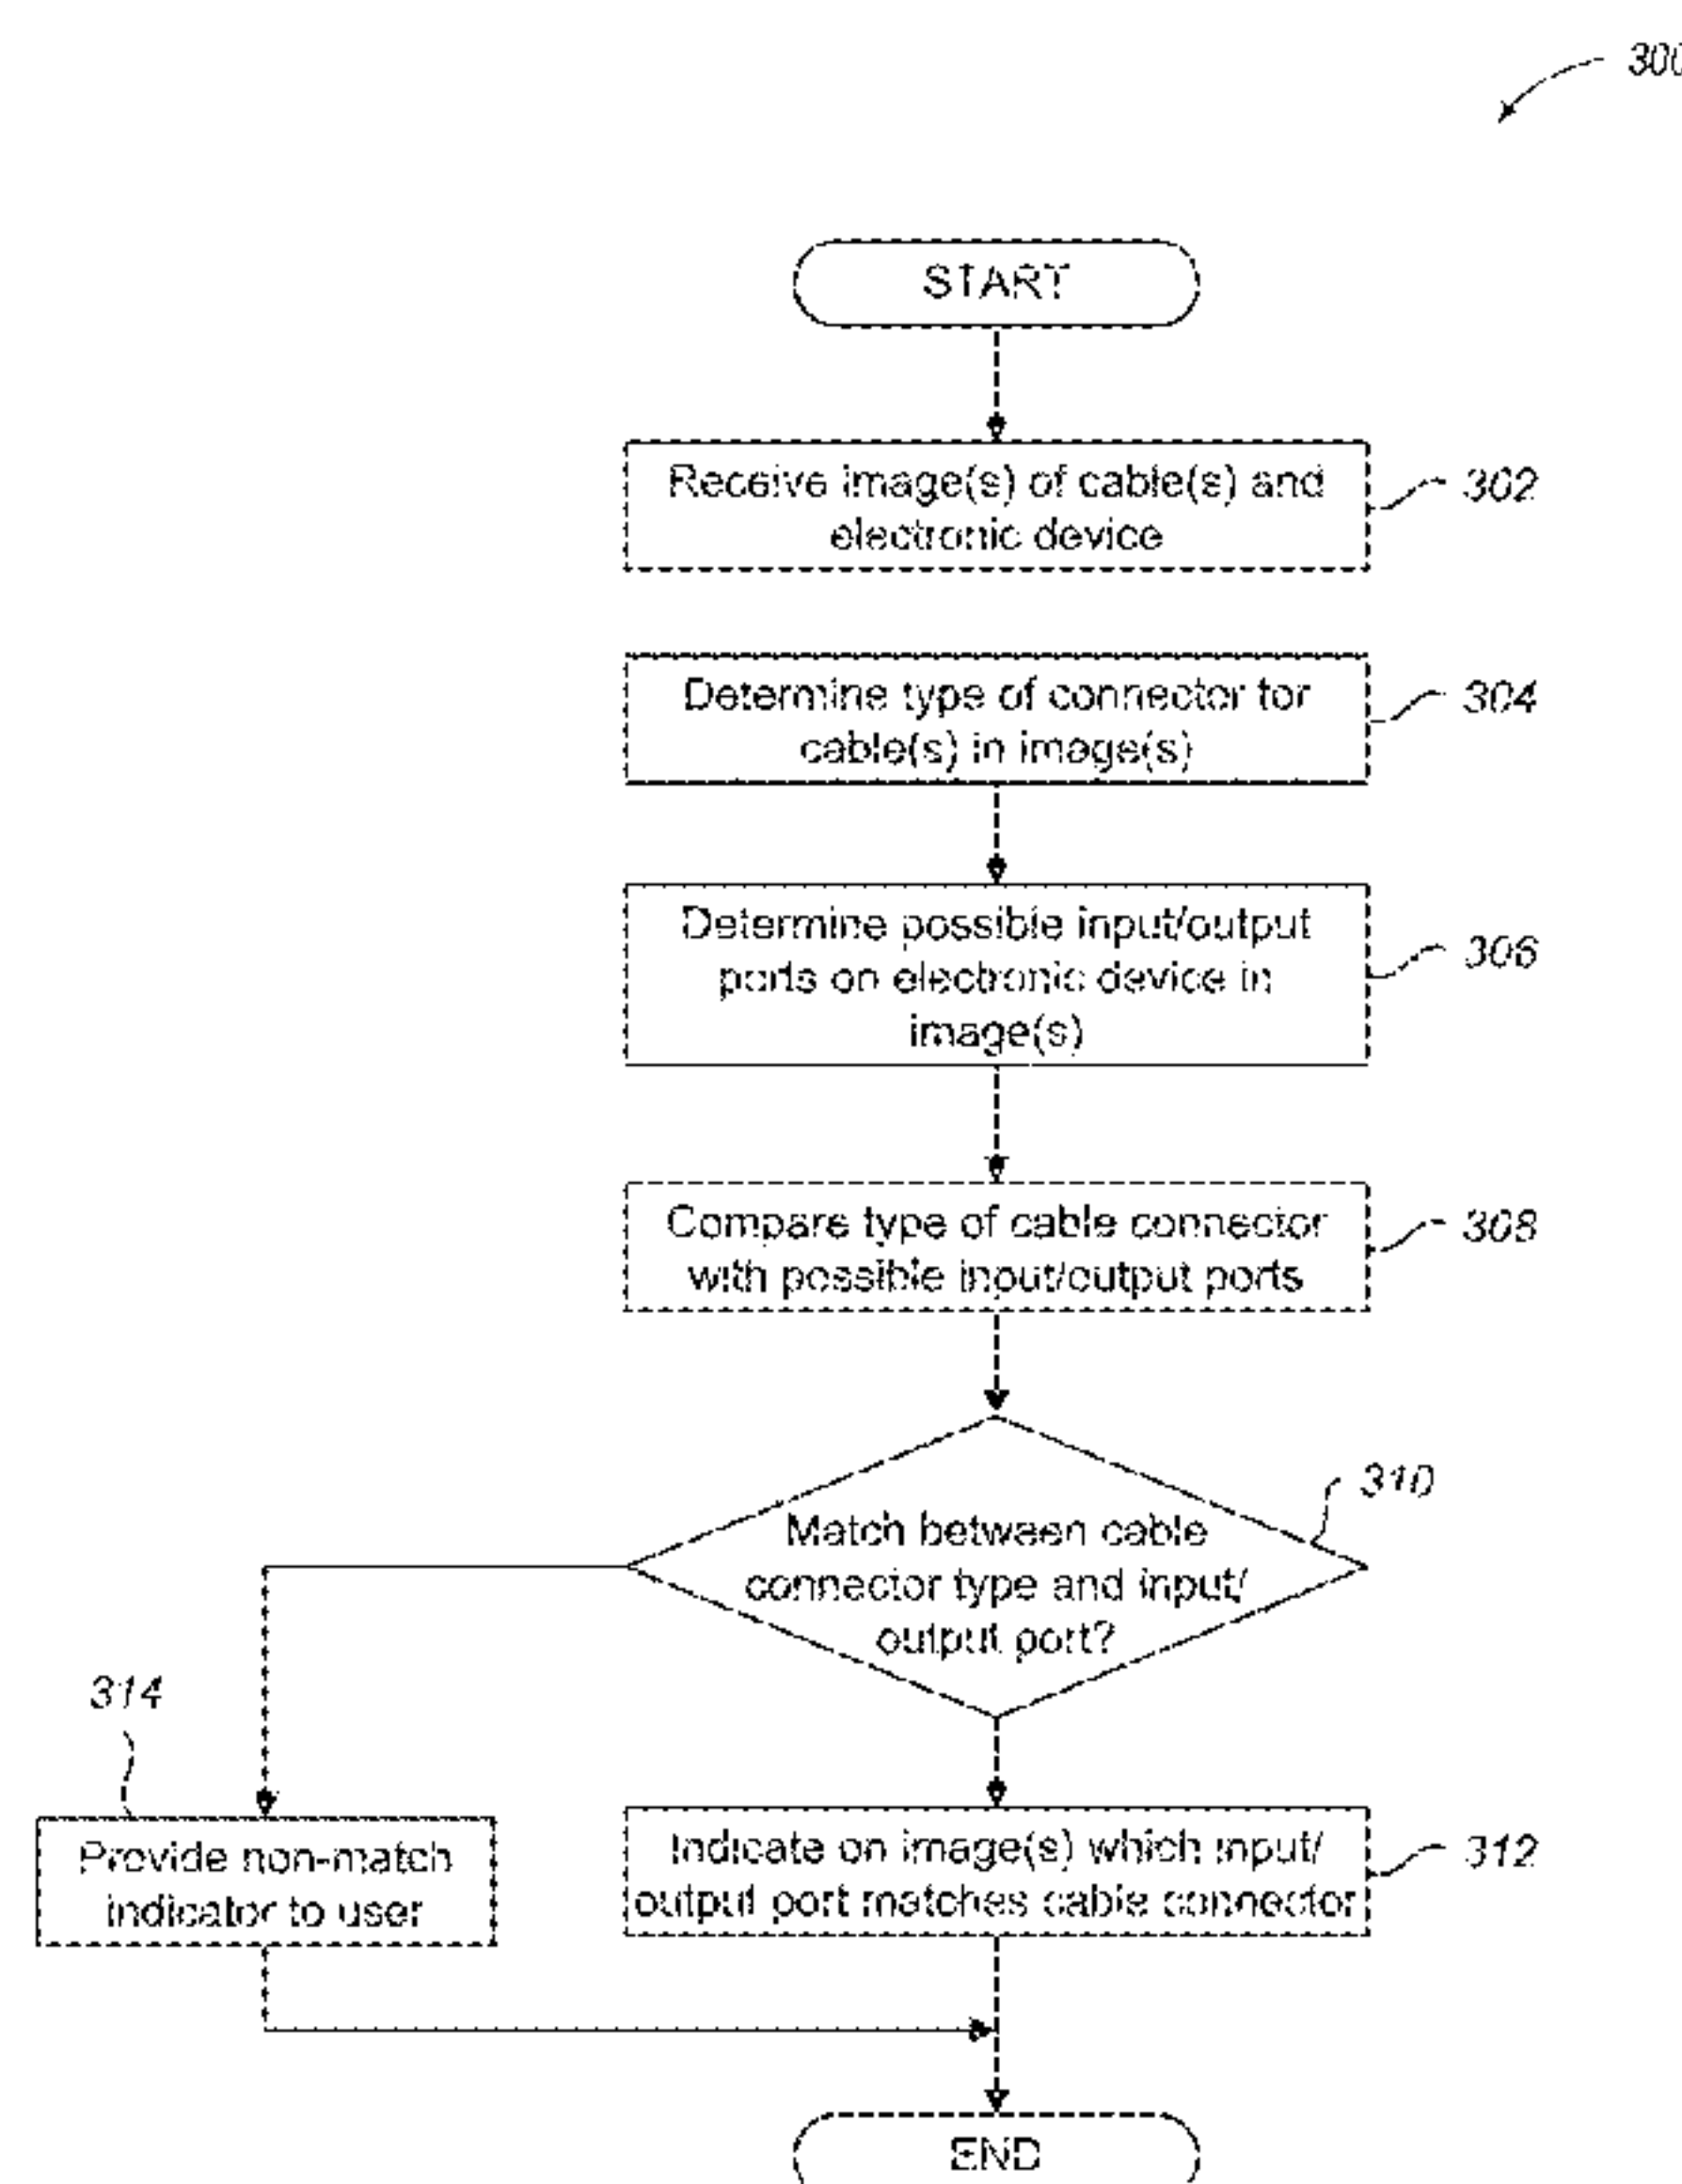 300
START
Receive image(s) of cable(s) and
electronic device
302
Determine type of connector for
cable(s) in image(s)
304
Determine possible input/output
ports on electronic device in
image(s)
306
Compare type of cable connector
with possible input/output ports
308
Match between cable
connector type and input/
output port?
310
314
Provide non-match
indicator to user
Indicate on image(s) which input/
output port matches cable connector
312
END